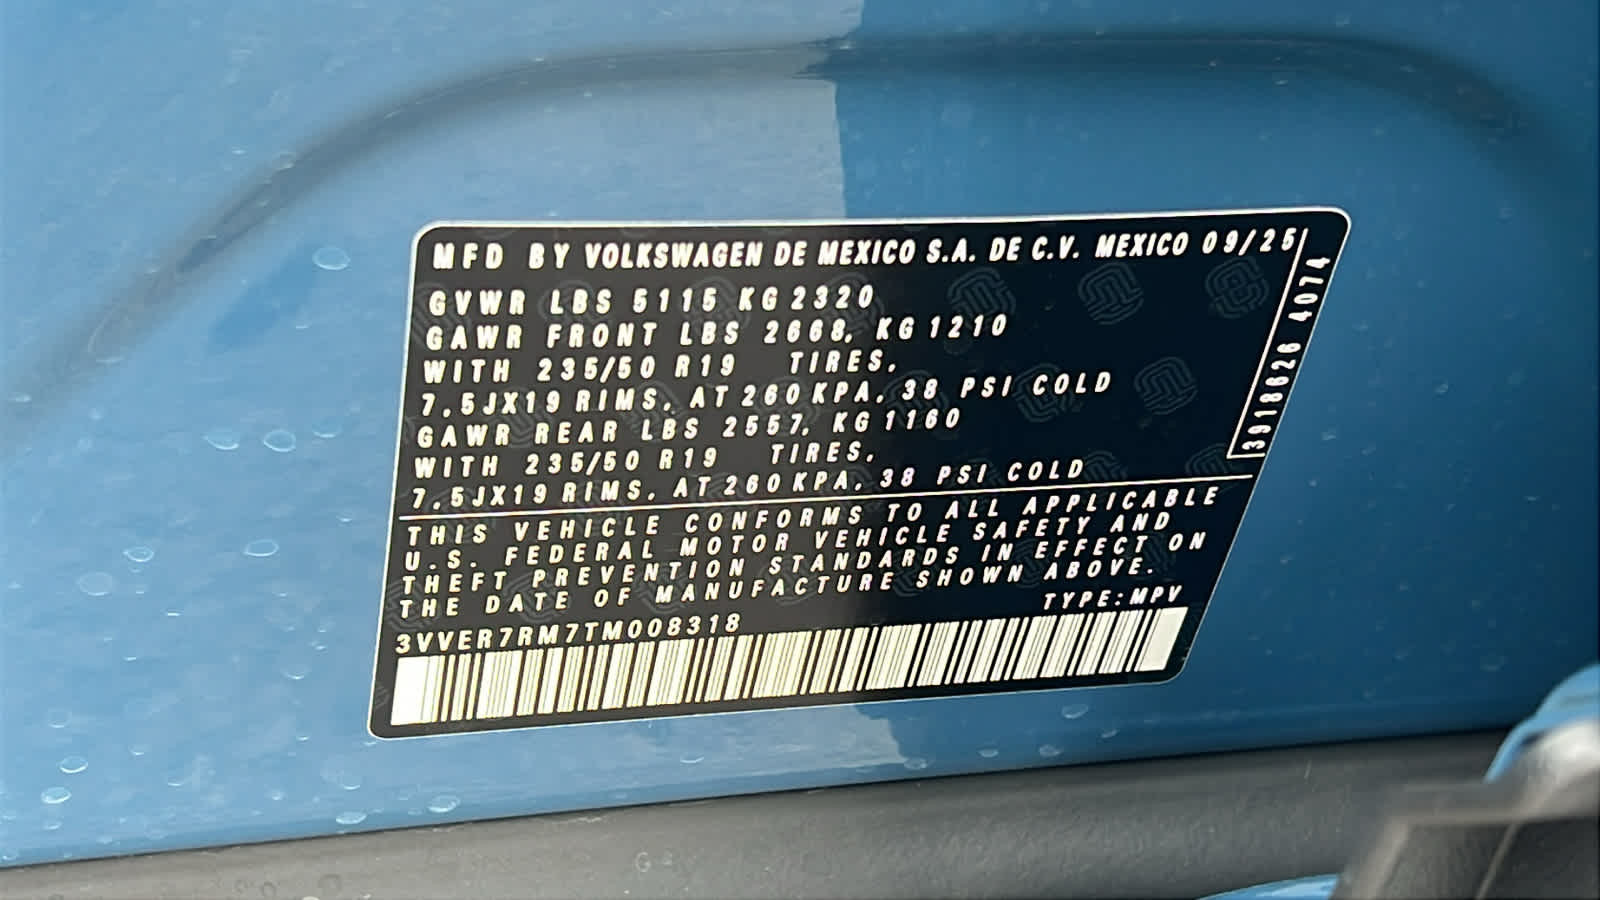 MFD BY VOLKSWAGEN DE MEXICO S.A. DE C.V. MEXICO 09/25
GVWR LBS 5115 KG 2320
GAWR FRONT LBS 2668, KG 1210
WITH 235/50 R19 TIRES,
7.5JX19 RIMS, AT 260 KPA, 38 PSI COLD
GAWR REAR LBS 2557, KG 1160
WITH 235/50 R19 TIRES,
7.5JX19 RIMS, AT 260 KPA, 38 PSI COLD
3918626 4074
THIS VEHICLE CONFORMS TO ALL APPLICABLE
U.S. FEDERAL MOTOR VEHICLE SAFETY AND
THEFT PREVENTION STANDARDS IN EFFECT ON
THE DATE OF MANUFACTURE SHOWN ABOVE.
TYPE:MPV
3VVER7RM7TM008318